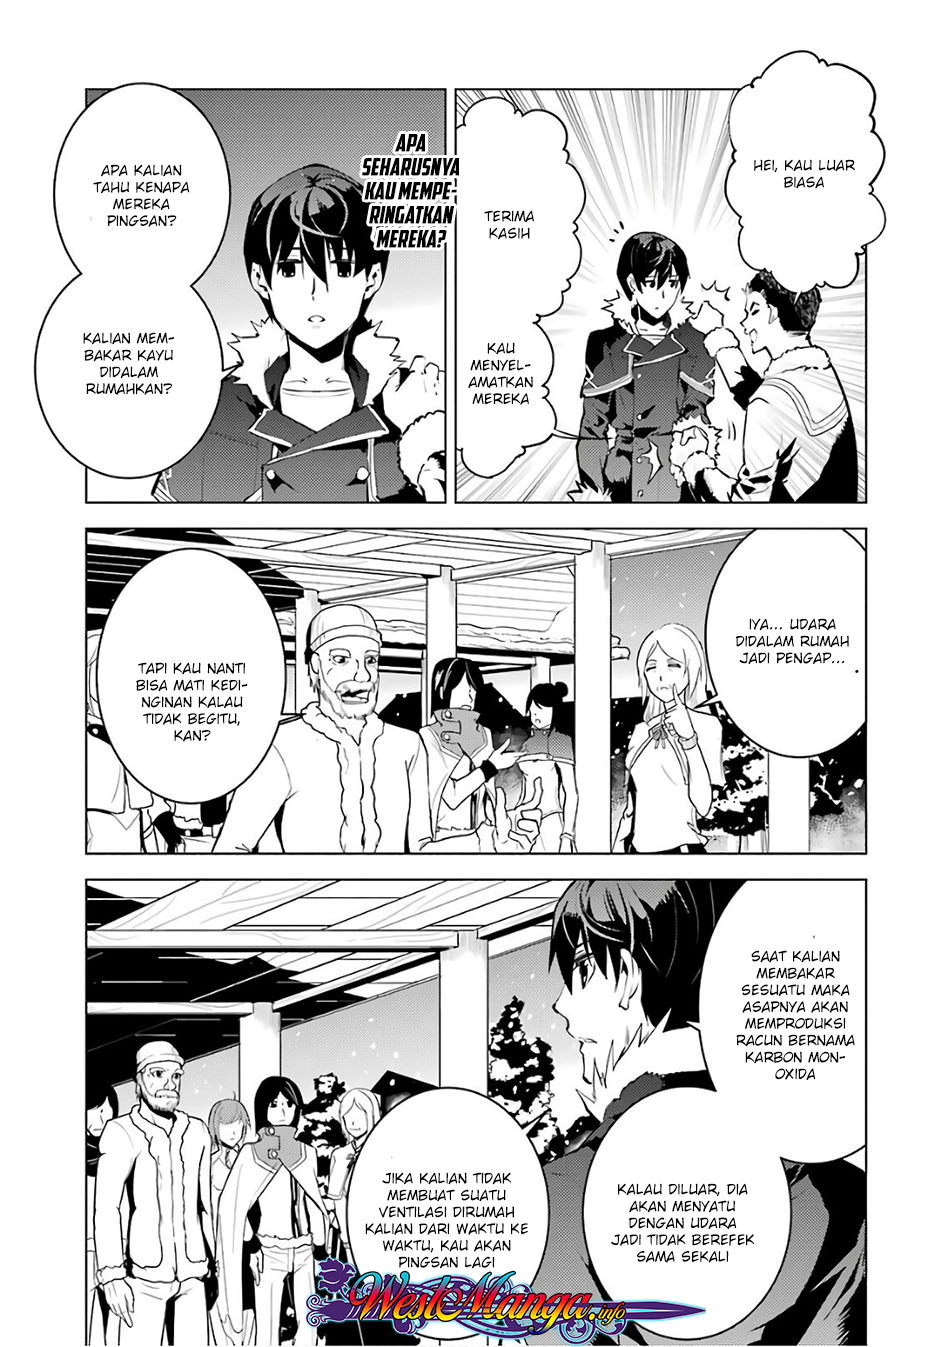 HEI, KAU LUAR
BIASA
TERIMA
KASIH
KAU
MENYEL-
AMATKAN
MEREKA
APA
SEHARUSNYA
KAU MEMPE-
RINGATKAN
MEREKA?
APA KALIAN
TAHU KENAPA
MEREKA
PINGSAN?
KALIAN MEM-
BAKAR KAYU
DIDALAM
RUMAHKAN?
IYA... UDARA
DIDALAM RUMAH
JADI PENGAP...
TAPI KAU NANTI
BISA MATI KEDI-
NGINAN KALAU
TIDAK BEGITU,
KAN?
SAAT KALIAN
MEMBAKAR
SESUATU MAKA
ASAPNYA AKAN
MEMPRODUKSI
RACUN BERNAMA
KARBON MON-
OXIDA
KALAU DILUAR, DIA
AKAN MENYATU
DENGAN UDARA
JADI TIDAK BEREFEK
SAMA SEKALI
JIKA KALIAN TIDAK
MEMBUAT SUATU
VENTILASI DIRUMAH
KALIAN DARI WAKTU KE
WAKTU, KAU AKAN
PINGSAN LAGI
WestManga.info